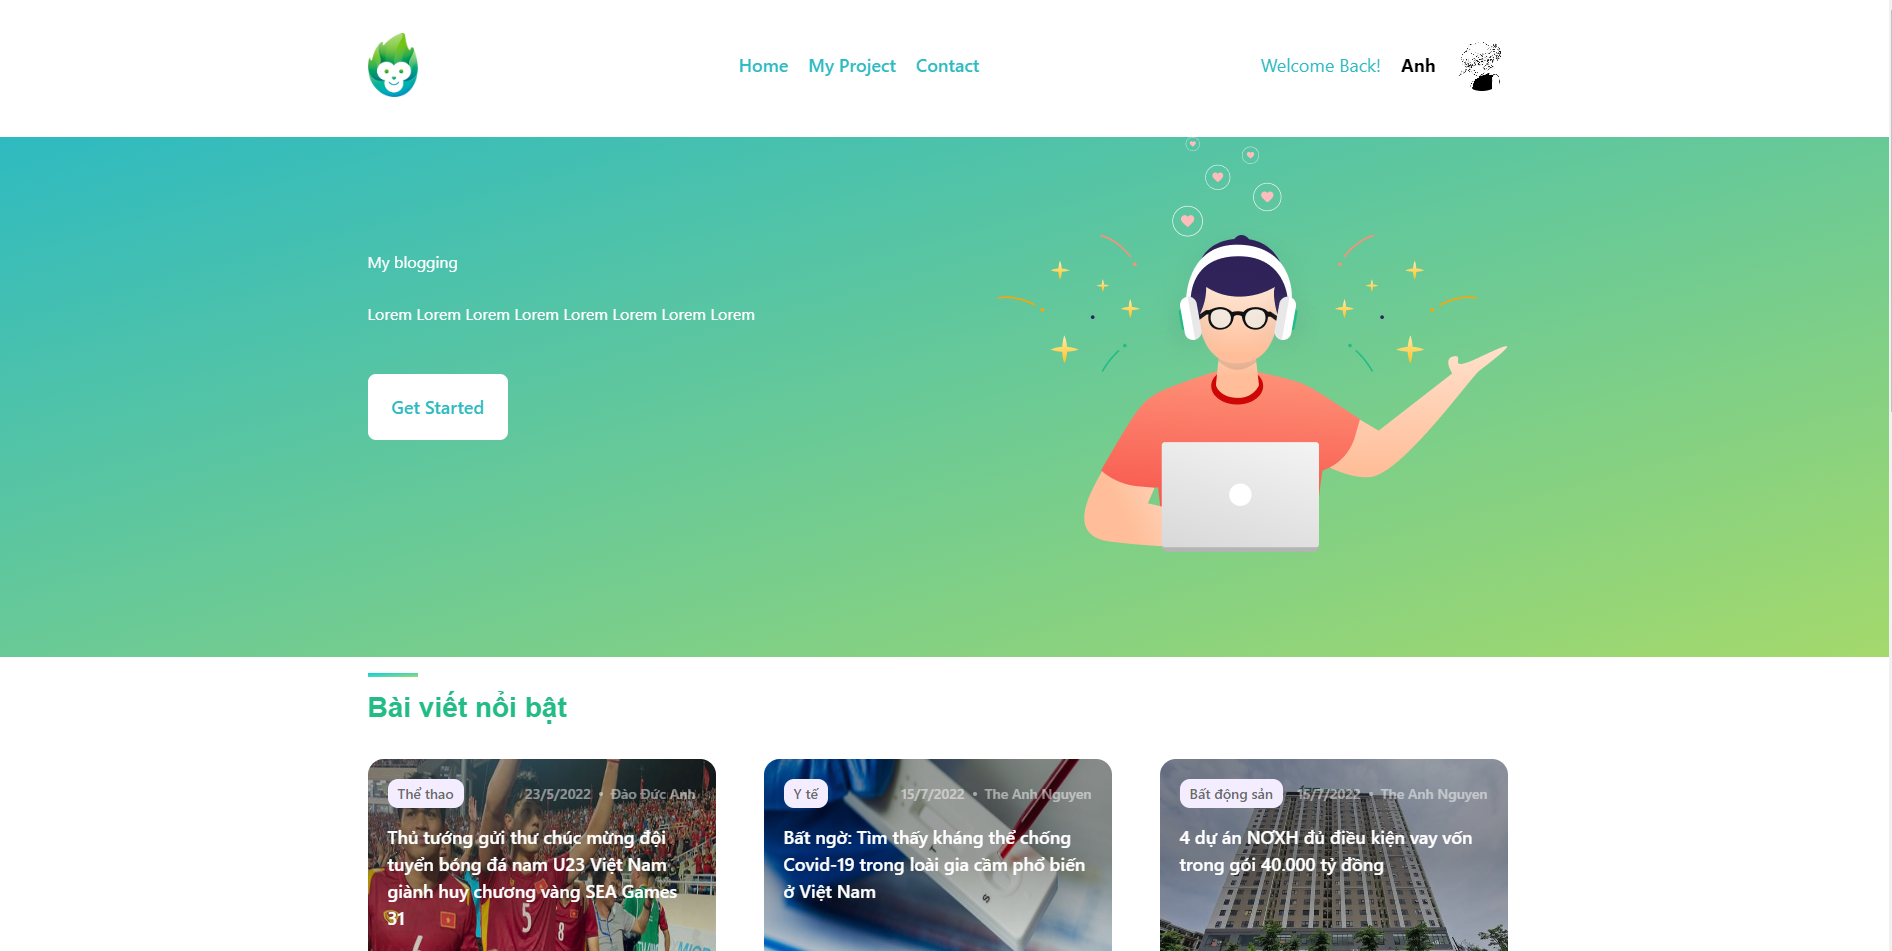 Home My Project Contact Welcome Back! Anh
My blogging
Lorem Lorem Lorem Lorem Lorem Lorem Lorem Lorem
Get Started
Bài viết nổi bật
Thể thao 23/5/2022 • Đào Đức Anh
Thủ tướng gửi thư chúc mừng đội
tuyển bóng đá nam U23 Việt Nam
giành huy chương vàng SEA Games
31
Y tế 15/7/2022 • The Anh Nguyen
Bất ngờ: Tìm thấy kháng thể chống
Covid-19 trong loài gia cầm phổ biến
ở Việt Nam
Bất động sản 15/7/2022 • The Anh Nguyen
4 dự án NƠXH đủ điều kiện vay vốn
trong gói 40.000 tỷ đồng